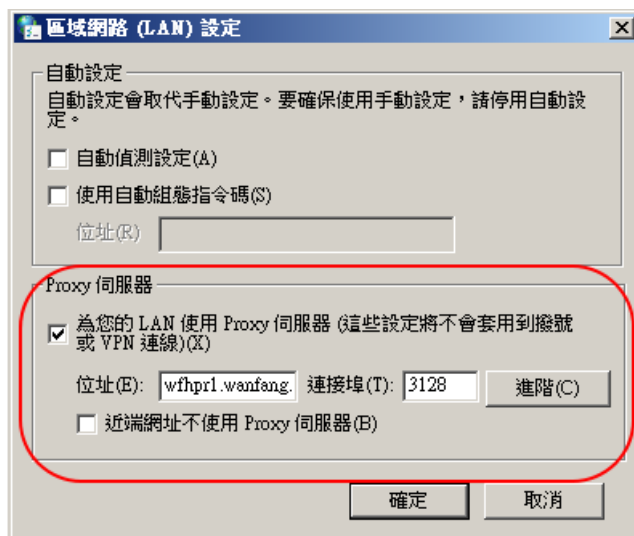 區域網路 (LAN) 設定
自動設定
自動設定會取代手動設定。要確保使用手動設定，請停用自動設
定。
自動偵測設定(A)
使用自動組態指令碼(S)
位址(R)
Proxy 伺服器
為您的 LAN 使用 Proxy 伺服器 (這些設定將不會套用到撥號
或 VPN 連線)(X)
位址(E): wfhpr1.wanfang. 連接埠(T): 3128 進階(C)
近端網址不使用 Proxy 伺服器(B)
確定 取消